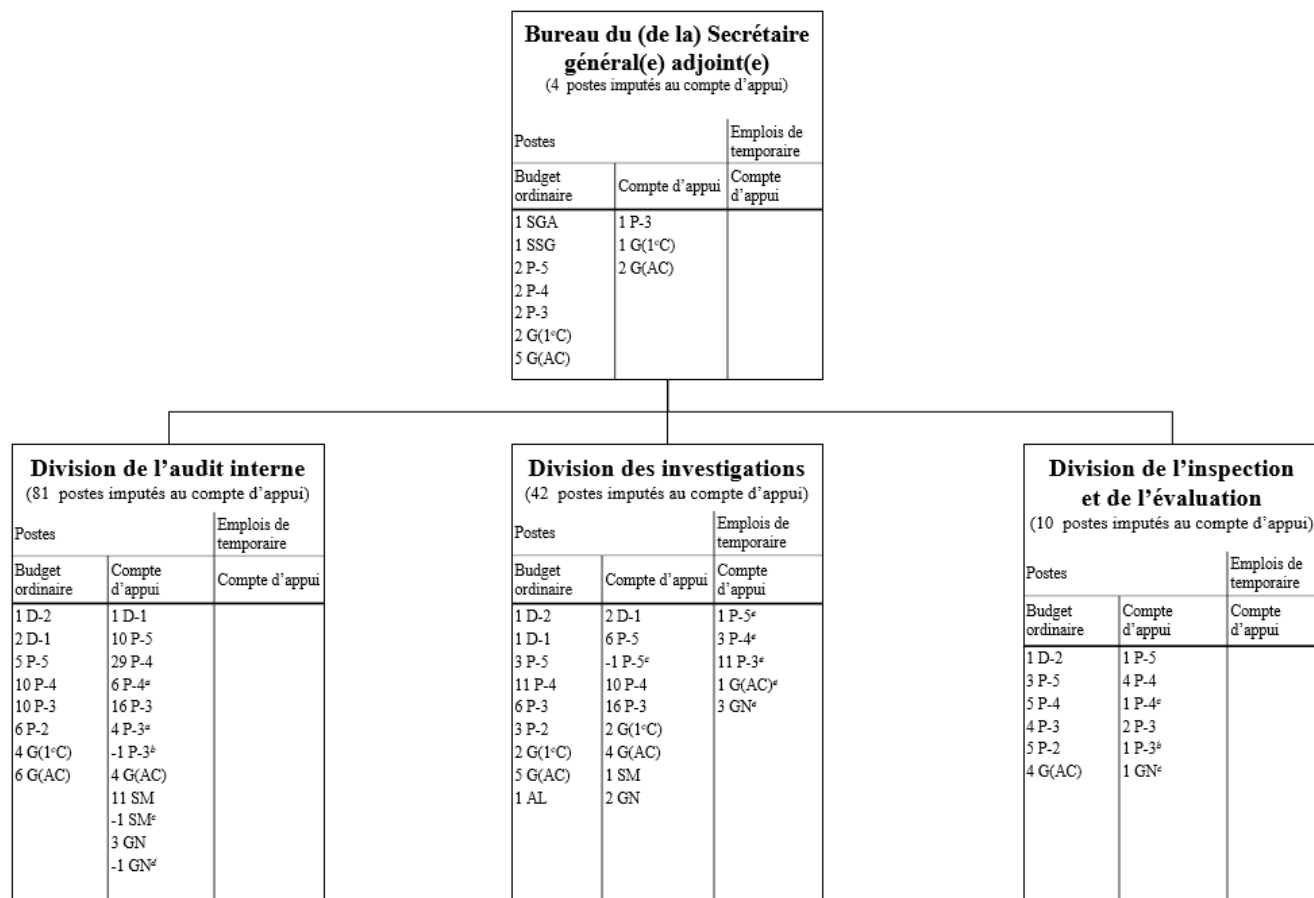 Bureau du (de la) Secrétaire
général(e) adjoint(e)
(4 postes imputés au compte d’appui)
Postes
Emplois de
temporaire
Budget
ordinaire
Compte d’appui
Compte
d’appui
1 SGA
1 SSG
2 P-5
2 P-4
2 P-3
2 G(1ᵉC)
5 G(AC)
1 P-3
1 G(1ᵉC)
2 G(AC)
Division de l’audit interne
(81 postes imputés au compte d’appui)
Postes
Emplois de
temporaire
Budget
ordinaire
Compte
d’appui
Compte d’appui
1 D-2
2 D-1
5 P-5
10 P-4
10 P-3
6 P-2
4 G(1ᵉC)
6 G(AC)
1 D-1
10 P-5
29 P-4
6 P-4ᵃ
16 P-3
4 P-3ᵃ
-1 P-3ᵇ
4 G(AC)
11 SM
-1 SMᶜ
3 GN
-1 GNᵈ
Division des investigations
(42 postes imputés au compte d’appui)
Postes
Emplois de
temporaire
Budget
ordinaire
Compte d’appui
Compte
d’appui
1 D-2
1 D-1
3 P-5
11 P-4
6 P-3
3 P-2
2 G(1ᵉC)
5 G(AC)
1 AL
2 D-1
6 P-5
-1 P-5ᵉ
10 P-4
16 P-3
2 G(1ᵉC)
4 G(AC)
1 SM
2 GN
1 P-5ᵉ
3 P-4ᵉ
11 P-3ᵉ
1 G(AC)ᵉ
3 GNᵉ
Division de l’inspection
et de l’évaluation
(10 postes imputés au compte d’appui)
Postes
Emplois de
temporaire
Budget
ordinaire
Compte
d’appui
Compte
d’appui
1 D-2
3 P-5
5 P-4
4 P-3
5 P-2
4 G(AC)
1 P-5
4 P-4
1 P-4ᵉ
2 P-3
1 P-3ᵇ
1 GNᶜ